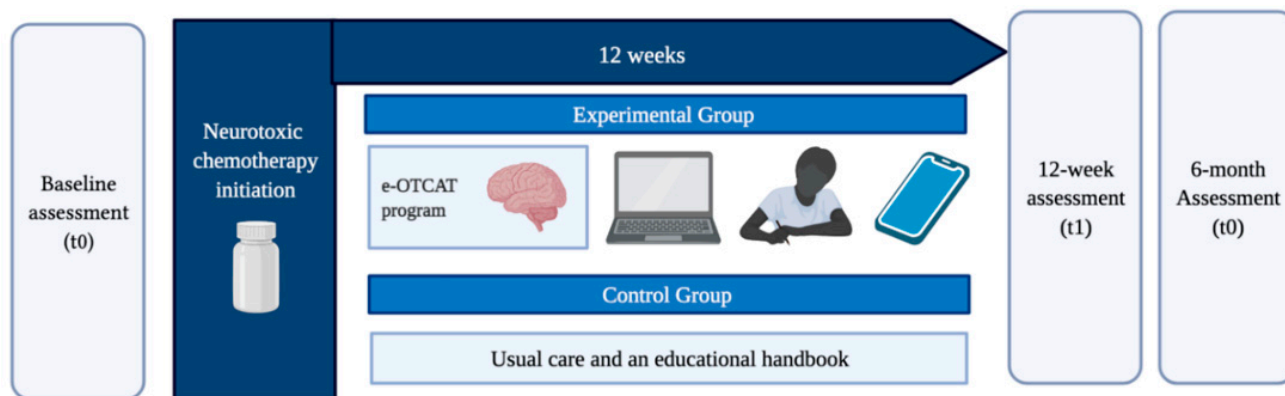 Baseline
assessment
(t0)
Neurotoxic
chemotherapy
initiation
12 weeks
Experimental Group
e-OTCAT
program
Control Group
Usual care and an educational handbook
12-week
assessment
(t1)
6-month
Assessment
(t0)